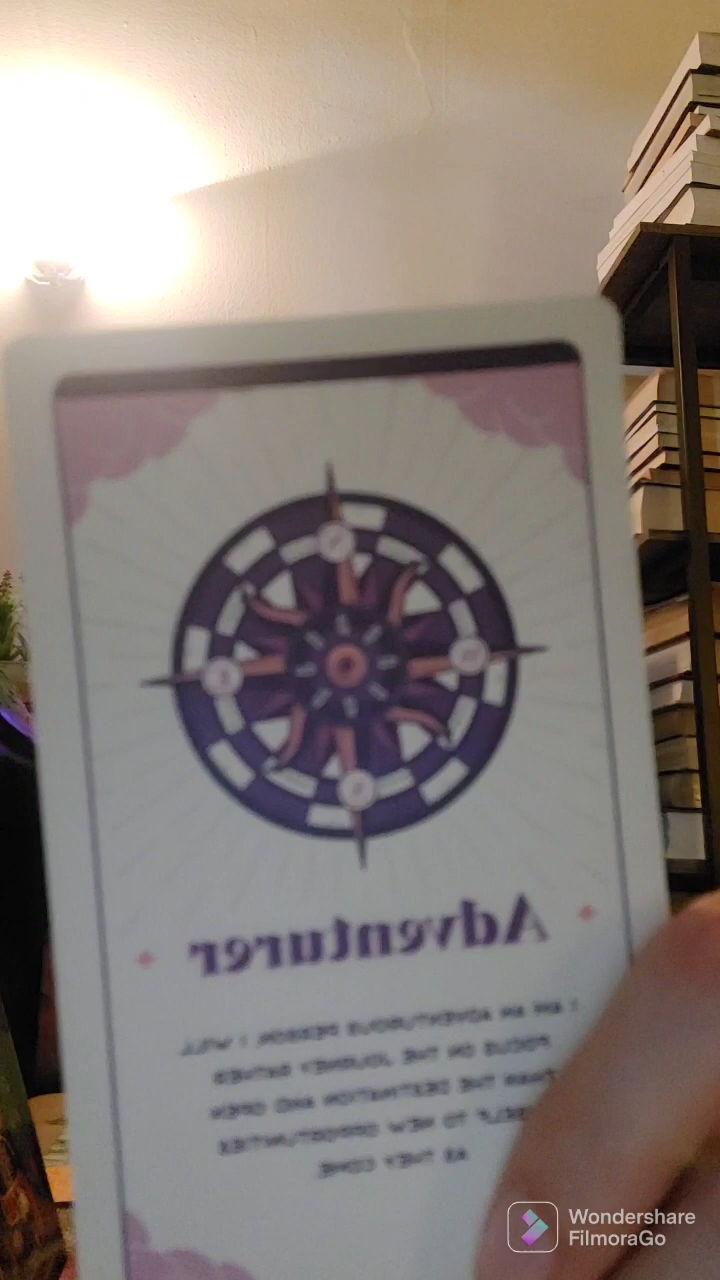 Adventurer
I AM AN ADVENTUROUS PERSON. I WILL
FOCUS ON THE JOURNEY RATHER
THAN THE DESTINATION AND OPEN
TO NEW OPPORTUNITIES
AS THEY COME.
Wondershare
FilmoraGo